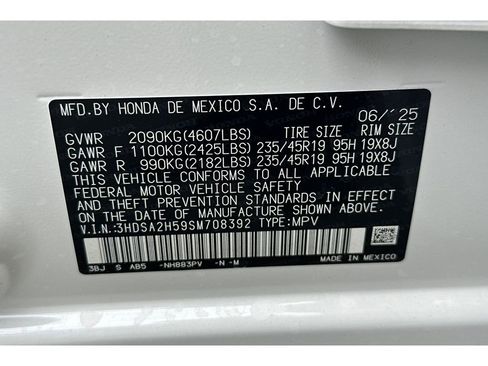 MFD.BY HONDA DE MEXICO S.A. DE C.V. 06/'25
GVWR 2090KG(4607LBS) TIRE SIZE RIM SIZE
GAWR F 1100KG(2425LBS) 235/45R19 95H 19X8J
GAWR R 990KG(2182LBS) 235/45R19 95H 19X8J
THIS VEHICLE CONFORMS TO ALL APPLICABLE
FEDERAL MOTOR VEHICLE SAFETY STANDARDS IN EFFECT
ON THE DATE OF MANUFACTURE SHOWN ABOVE.
V.I.N.:3HDSA2H59SM708392 TYPE:MPV
3BJ S AB5 -NH883PV -N -M MADE IN MEXICO